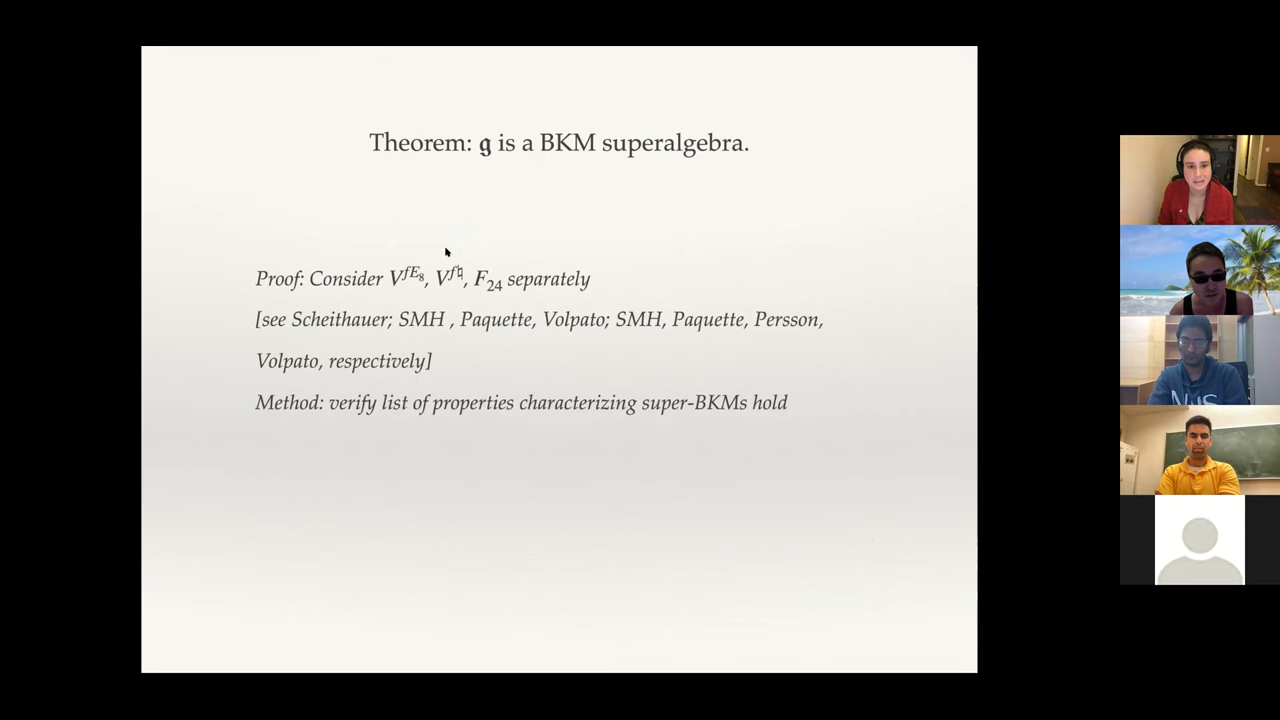 Theorem: 𝖌 is a BKM superalgebra.
Proof: Consider V^{fE_8}, V^{f♮}, F_{24} separately
[see Scheithauer; SMH , Paquette, Volpato; SMH, Paquette, Persson,
Volpato, respectively]
Method: verify list of properties characterizing super-BKMs hold